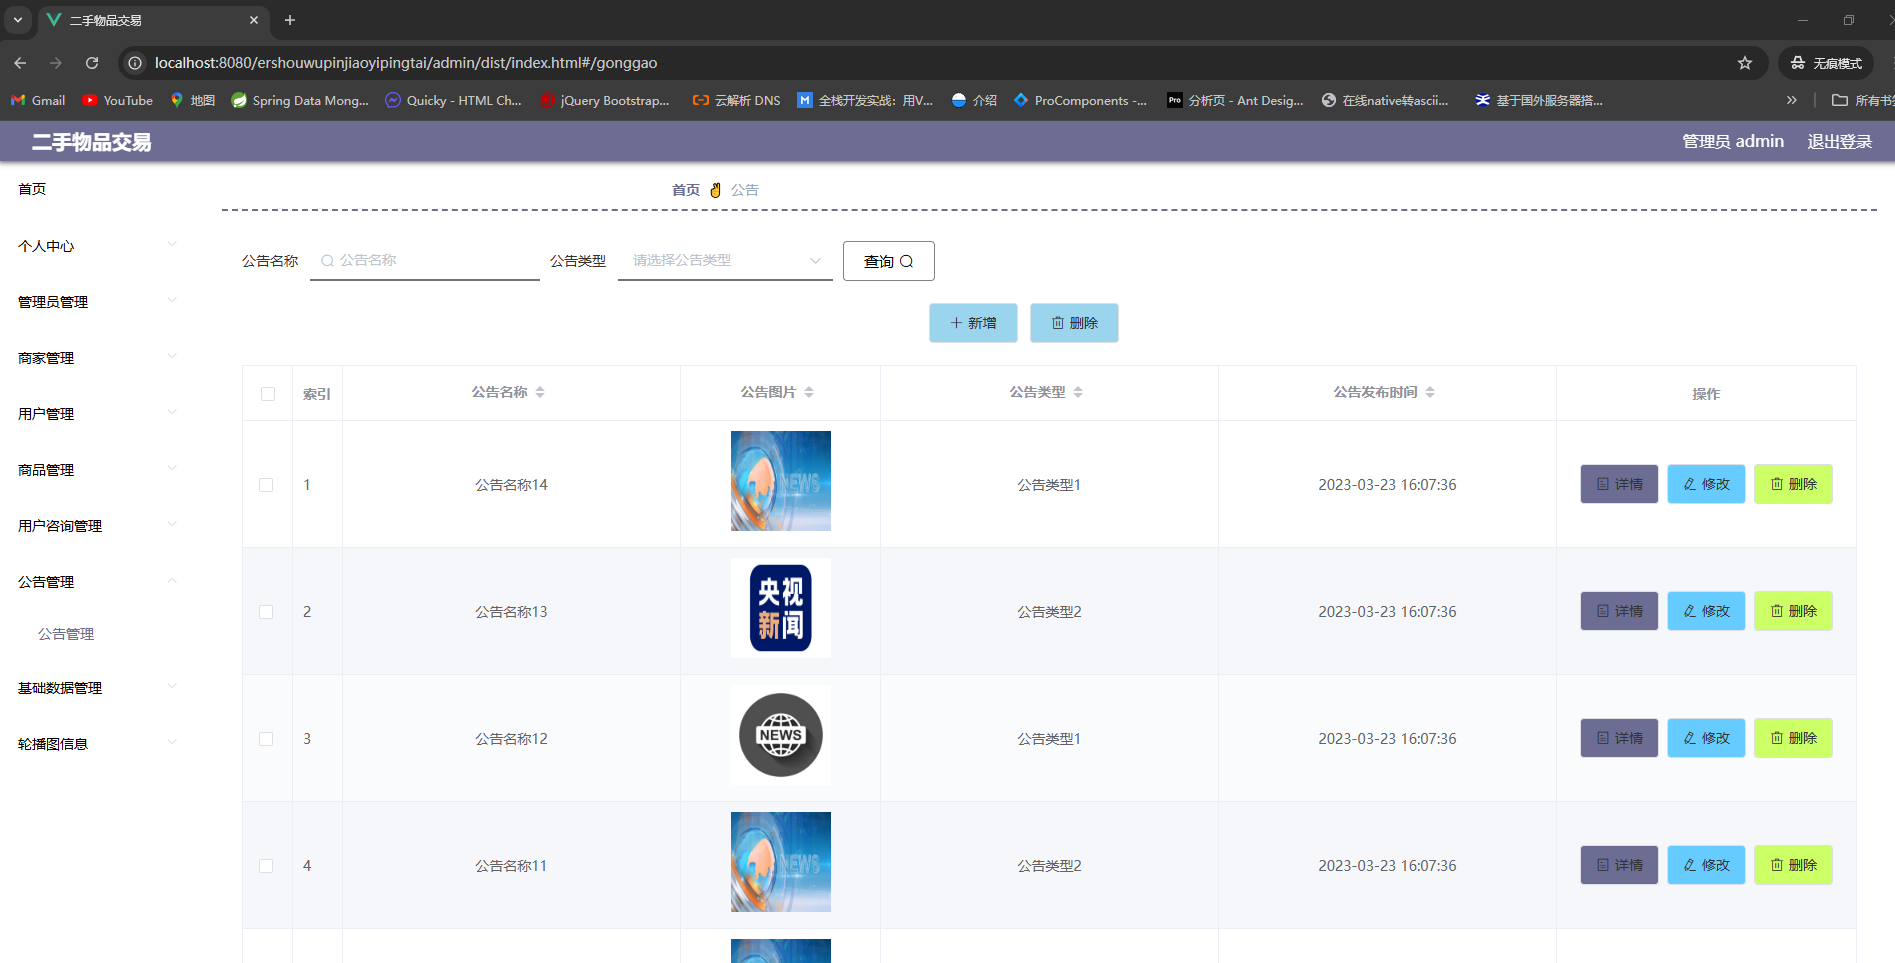 二手物品交易
localhost:8080/ershouwupinjiaoyipingtai/admin/dist/index.html#/gonggao
无痕模式
Gmail YouTube 地图 Spring Data Mong... Quicky - HTML Ch... jQuery Bootstrap... 云解析 DNS 全栈开发实战：用V... 介绍 ProComponents -... Pro 分析页 - Ant Desig... 在线native转ascii... 基于国外服务器搭... 所有书
二手物品交易 管理员 admin 退出登录
首页
个人中心
管理员管理
商家管理
用户管理
商品管理
用户咨询管理
公告管理
公告管理
基础数据管理
轮播图信息
首页 公告
公告名称 公告名称 公告类型 请选择公告类型 查询
新增 删除
索引 公告名称 公告图片 公告类型 公告发布时间 操作
NEWS
1 公告名称14 公告类型1 2023-03-23 16:07:36 详情 修改 删除
央视
新闻
2 公告名称13 公告类型2 2023-03-23 16:07:36 详情 修改 删除
NEWS
3 公告名称12 公告类型1 2023-03-23 16:07:36 详情 修改 删除
NEWS
4 公告名称11 公告类型2 2023-03-23 16:07:36 详情 修改 删除